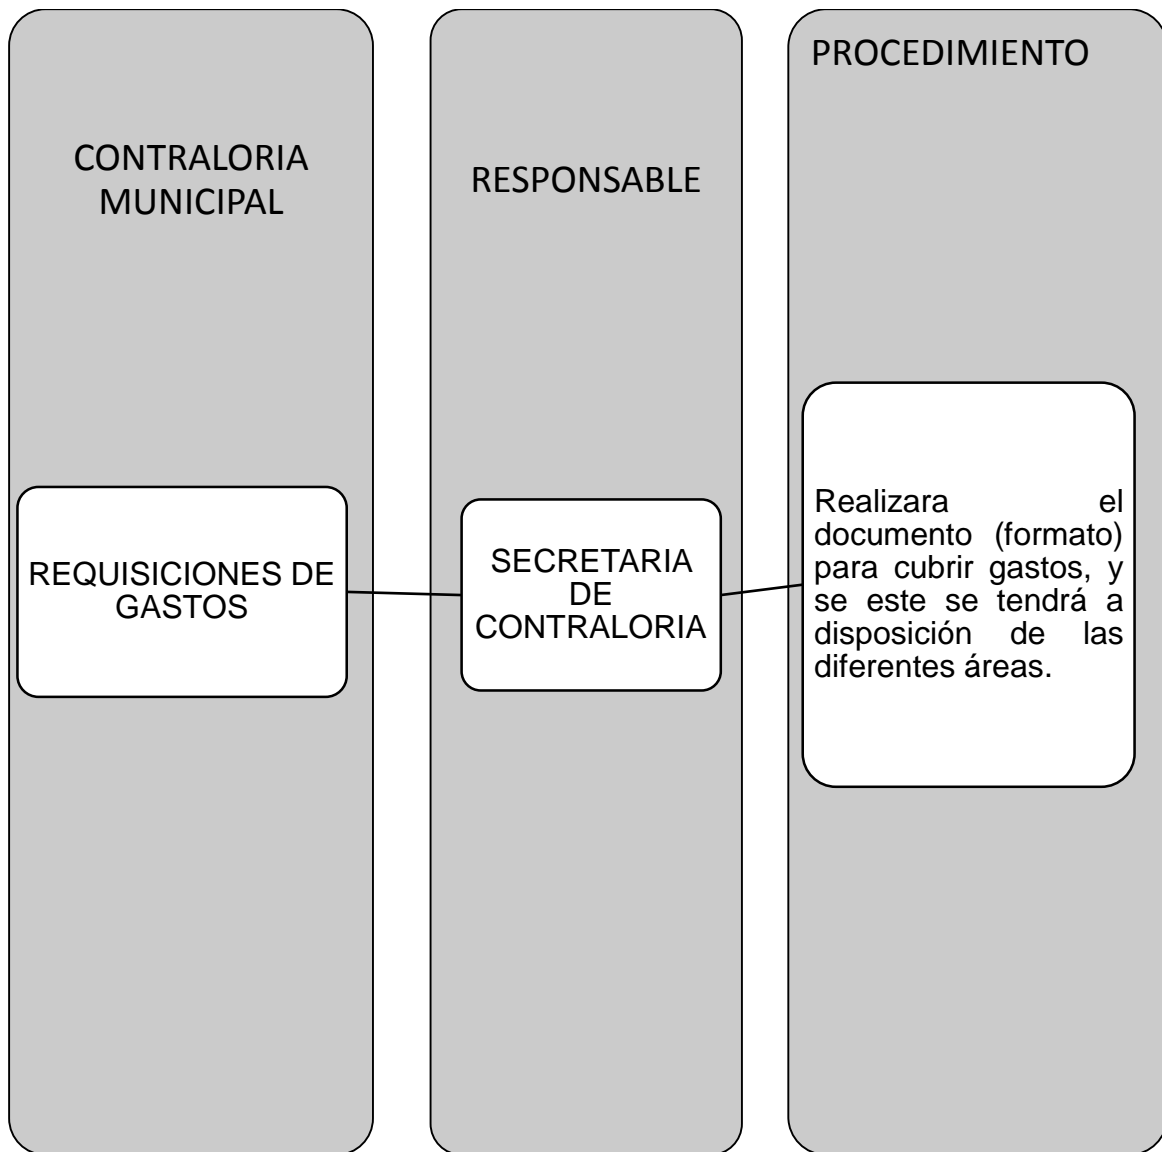 CONTRALORIA
MUNICIPAL
RESPONSABLE
PROCEDIMIENTO
REQUISICIONES DE
GASTOS
SECRETARIA
DE
CONTRALORIA
Realizara el
documento (formato)
para cubrir gastos, y
se este se tendrá a
disposición de las
diferentes áreas.